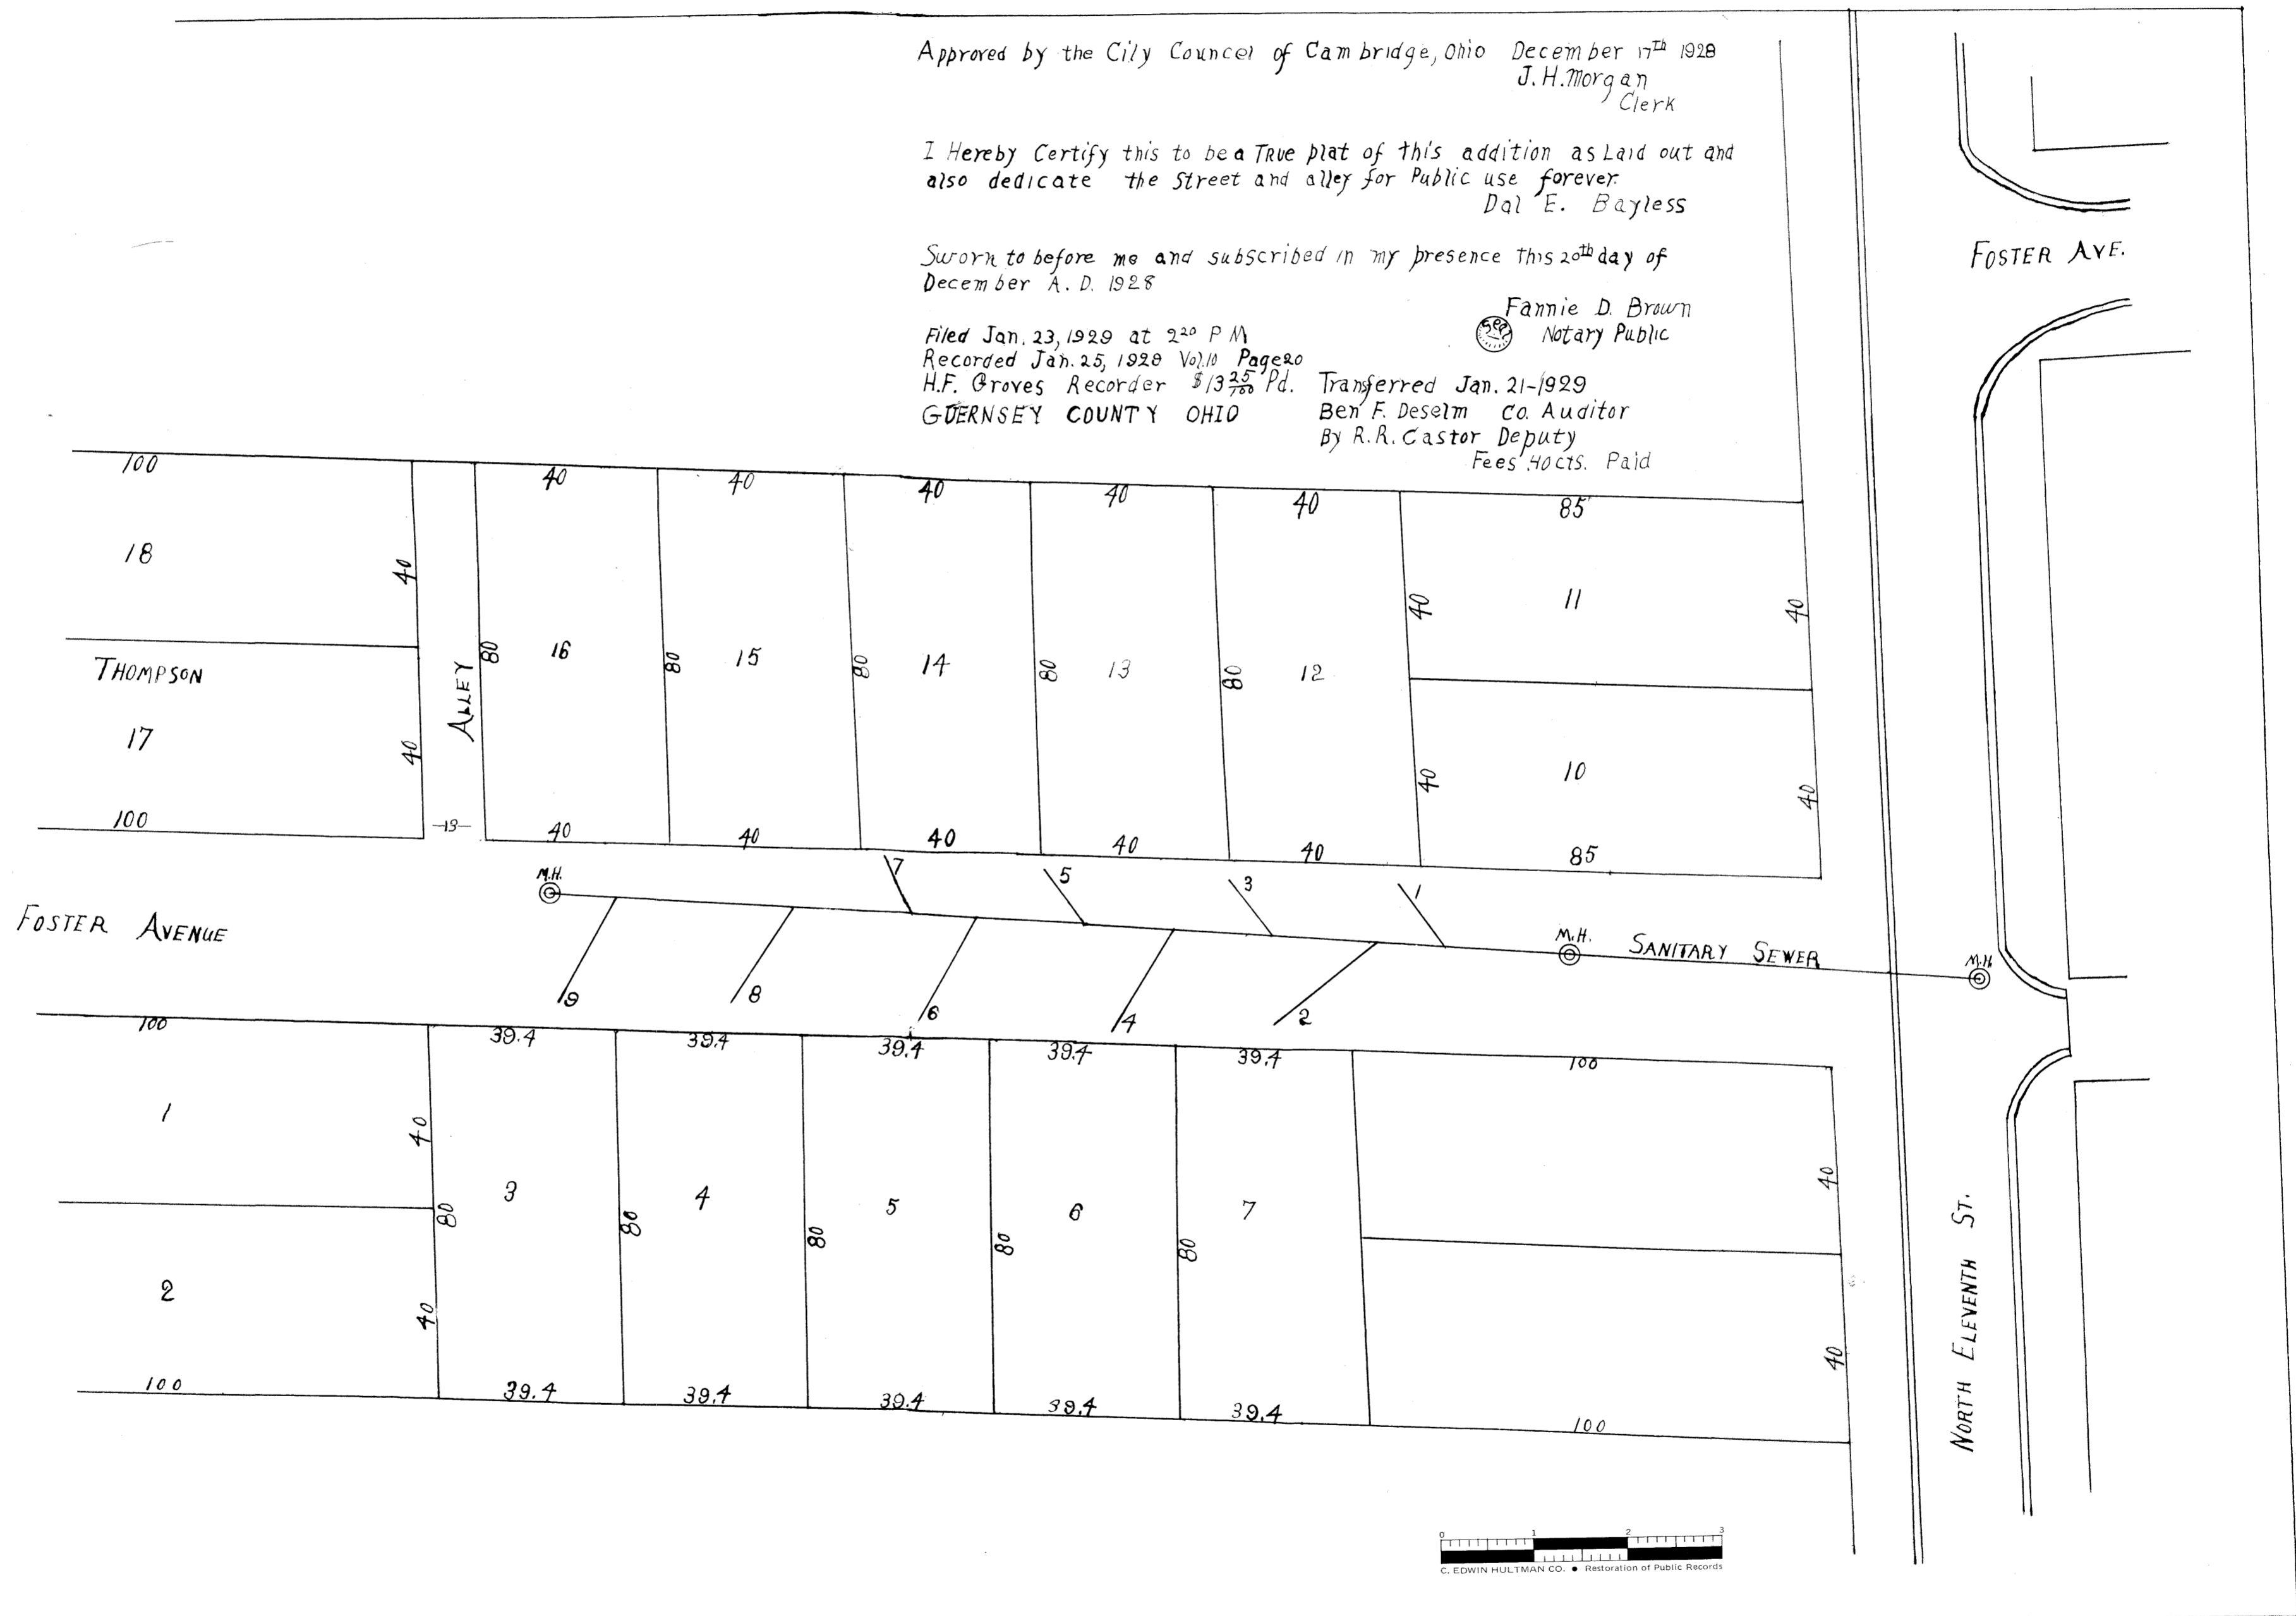 Approved by the City Councel of Cambridge, Ohio December 17Th 1928
J.H.Morgan
Clerk
I Hereby Certify this to be a True plat of this addition as Laid out and
also dedicate the Street and alley for Public use forever.
Dal E. Bayless
FOSTER AVE.
Sworn to before me and subscribed in my presence this 20th day of
December A.D. 1928
Fannie D. Brown
Seal Notary Public
Filed Jan. 23, 1929 at 2 20 P M
Recorded Jan. 25, 1929 Vol.10 Page20
H.F. Groves Recorder $13 25/100 Pd. Transferred Jan. 21-1929
GUERNSEY COUNTY OHIO Ben F. Deselm Co. Auditor
By R.R. Castor Deputy
Fees 40cts. Paid
100 40 40 40 40 40 85
18 40 40 11 40
THOMPSON ALLEY 80 16 80 15 80 14 80 13 80 12
17 40 40 10 40
100 -13- 40 40 40 40 40 85
M.H. 7 5 3 1
FOSTER AVENUE M.H. SANITARY SEWER M.H.
9 8 6 4 2
100 39.4 39.4 39.4 39.4 39.4 100
1 40 40
80 3 80 4 80 5 80 6 80 7
2 40 40
100 39.4 39.4 39.4 39.4 39.4 100
NORTH ELEVENTH ST.
0 1 2 3
C. EDWIN HULTMAN CO. ● Restoration of Public Records